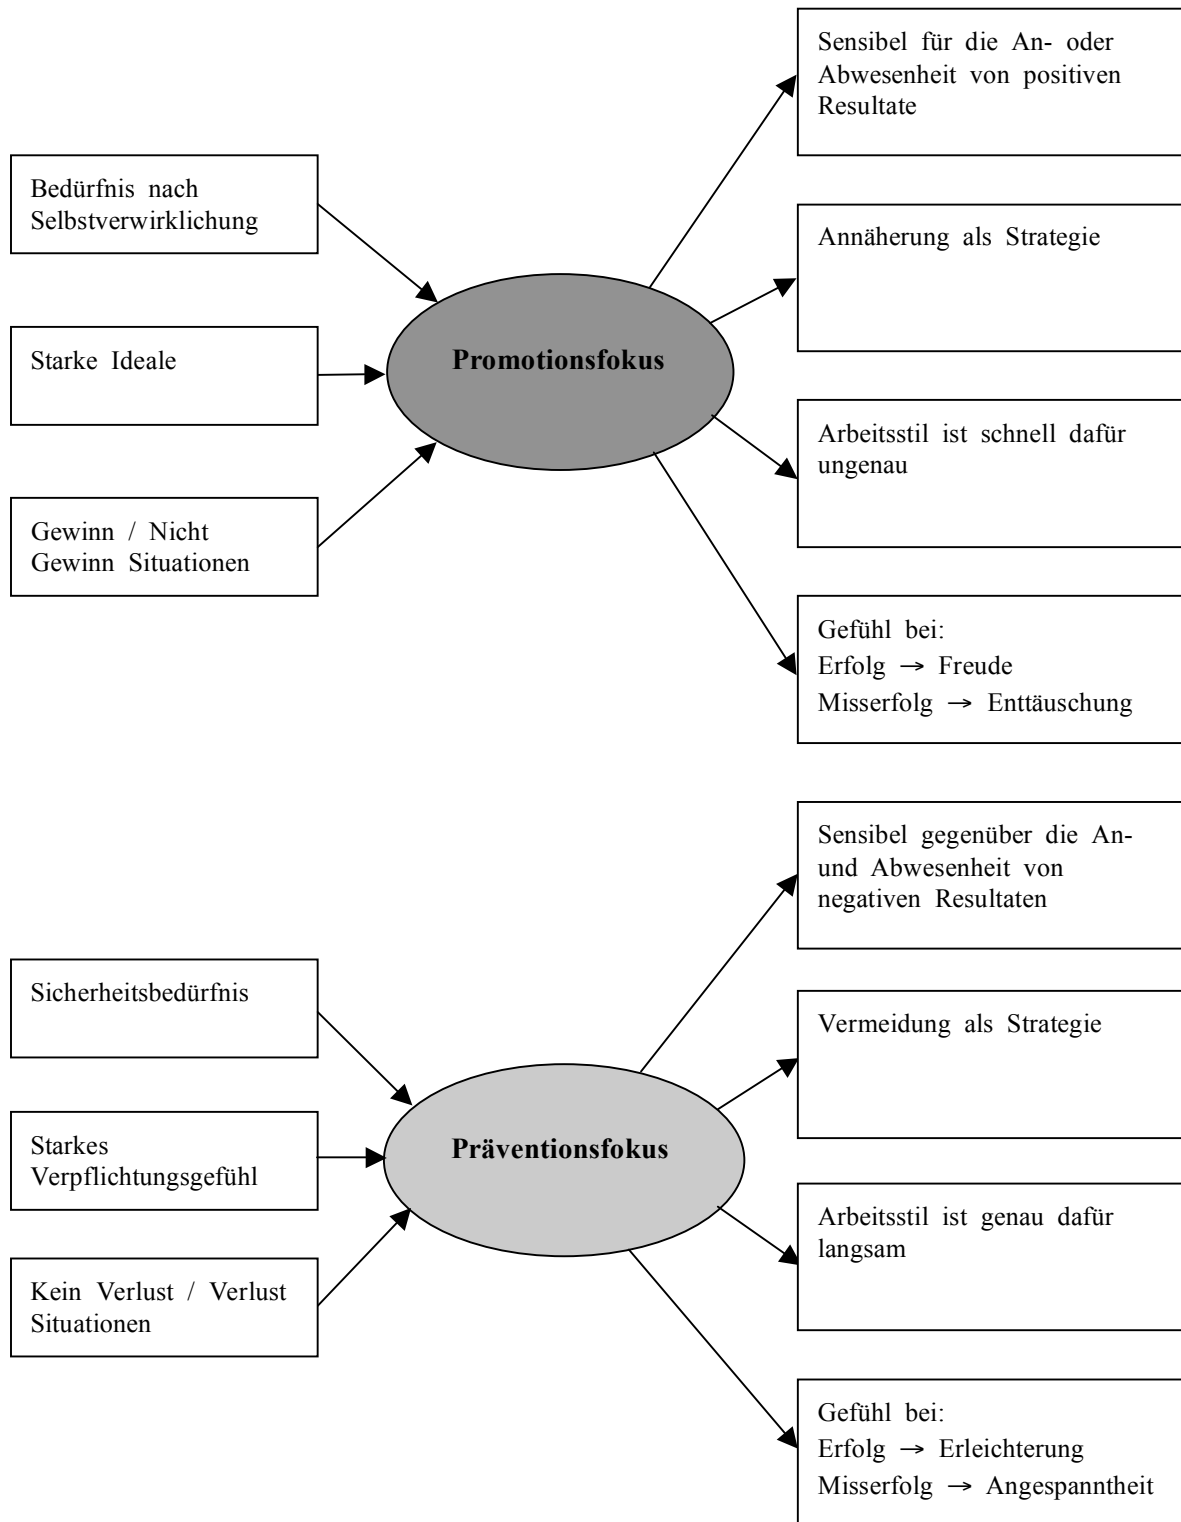 Sensibel für die An- oder
Abwesenheit von positiven
Resultate
Bedürfnis nach
Selbstverwirklichung
Annäherung als Strategie
Starke Ideale
Promotionsfokus
Arbeitsstil ist schnell dafür
ungenau
Gewinn / Nicht
Gewinn Situationen
Gefühl bei:
Erfolg → Freude
Misserfolg → Enttäuschung
Sensibel gegenüber die An-
und Abwesenheit von
negativen Resultaten
Sicherheitsbedürfnis
Vermeidung als Strategie
Starkes
Verpflichtungsgefühl
Präventionsfokus
Arbeitsstil ist genau dafür
langsam
Kein Verlust / Verlust
Situationen
Gefühl bei:
Erfolg → Erleichterung
Misserfolg → Angespanntheit